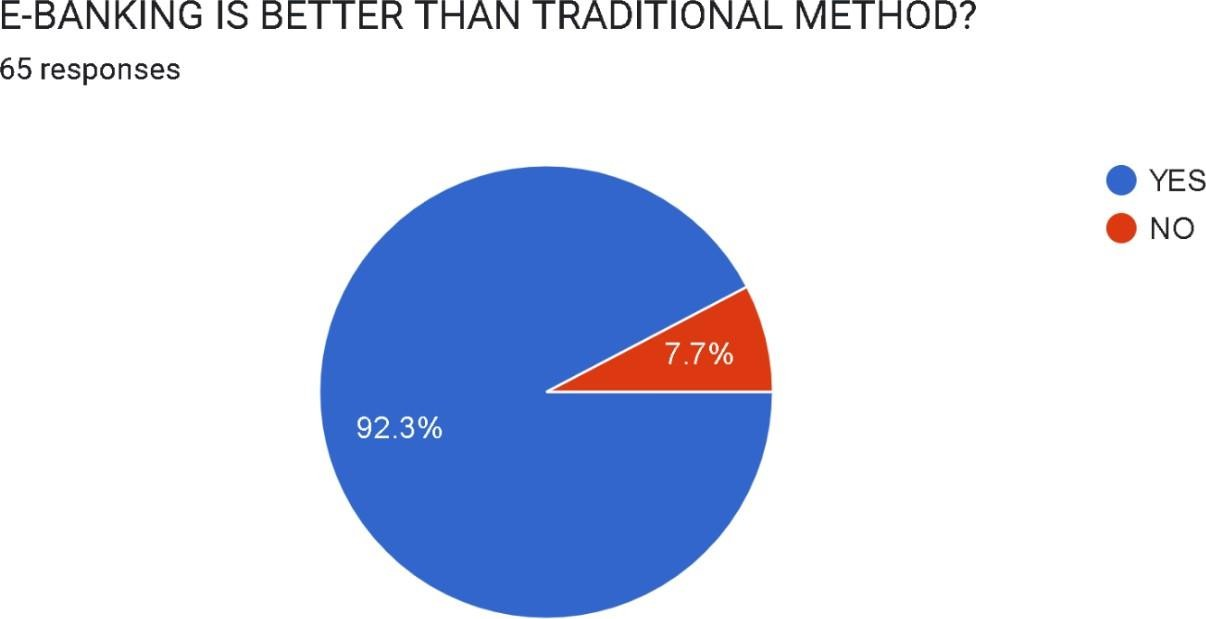 E-BANKING IS BETTER THAN TRADITIONAL METHOD?
65 responses
YES
NO
7.7%
92.3%